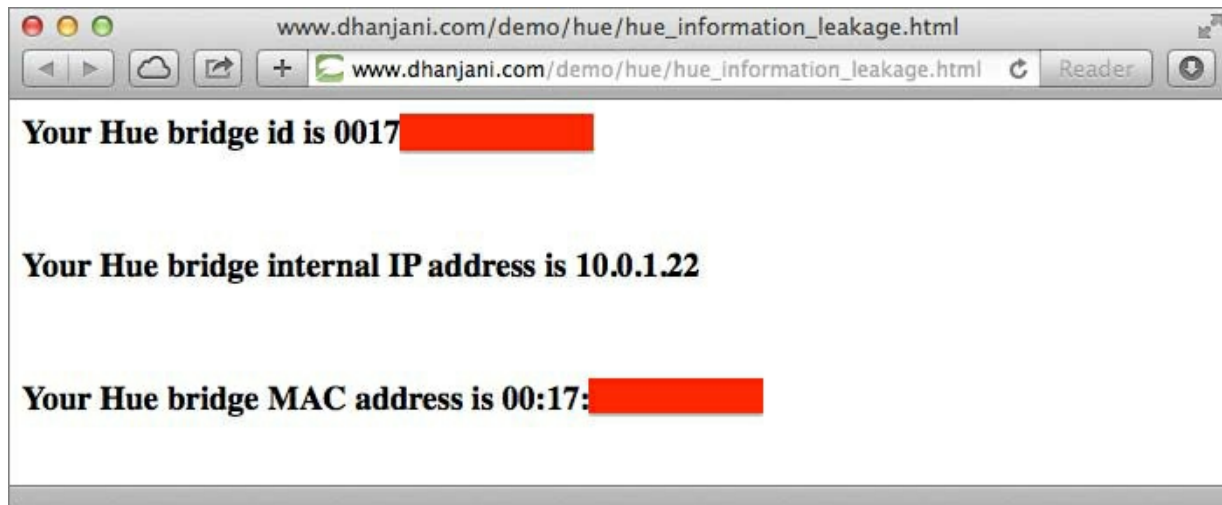 www.dhanjani.com/demo/hue/hue_information_leakage.html
www.dhanjani.com/demo/hue/hue_information_leakage.html Reader
Your Hue bridge id is 0017
Your Hue bridge internal IP address is 10.0.1.22
Your Hue bridge MAC address is 00:17: